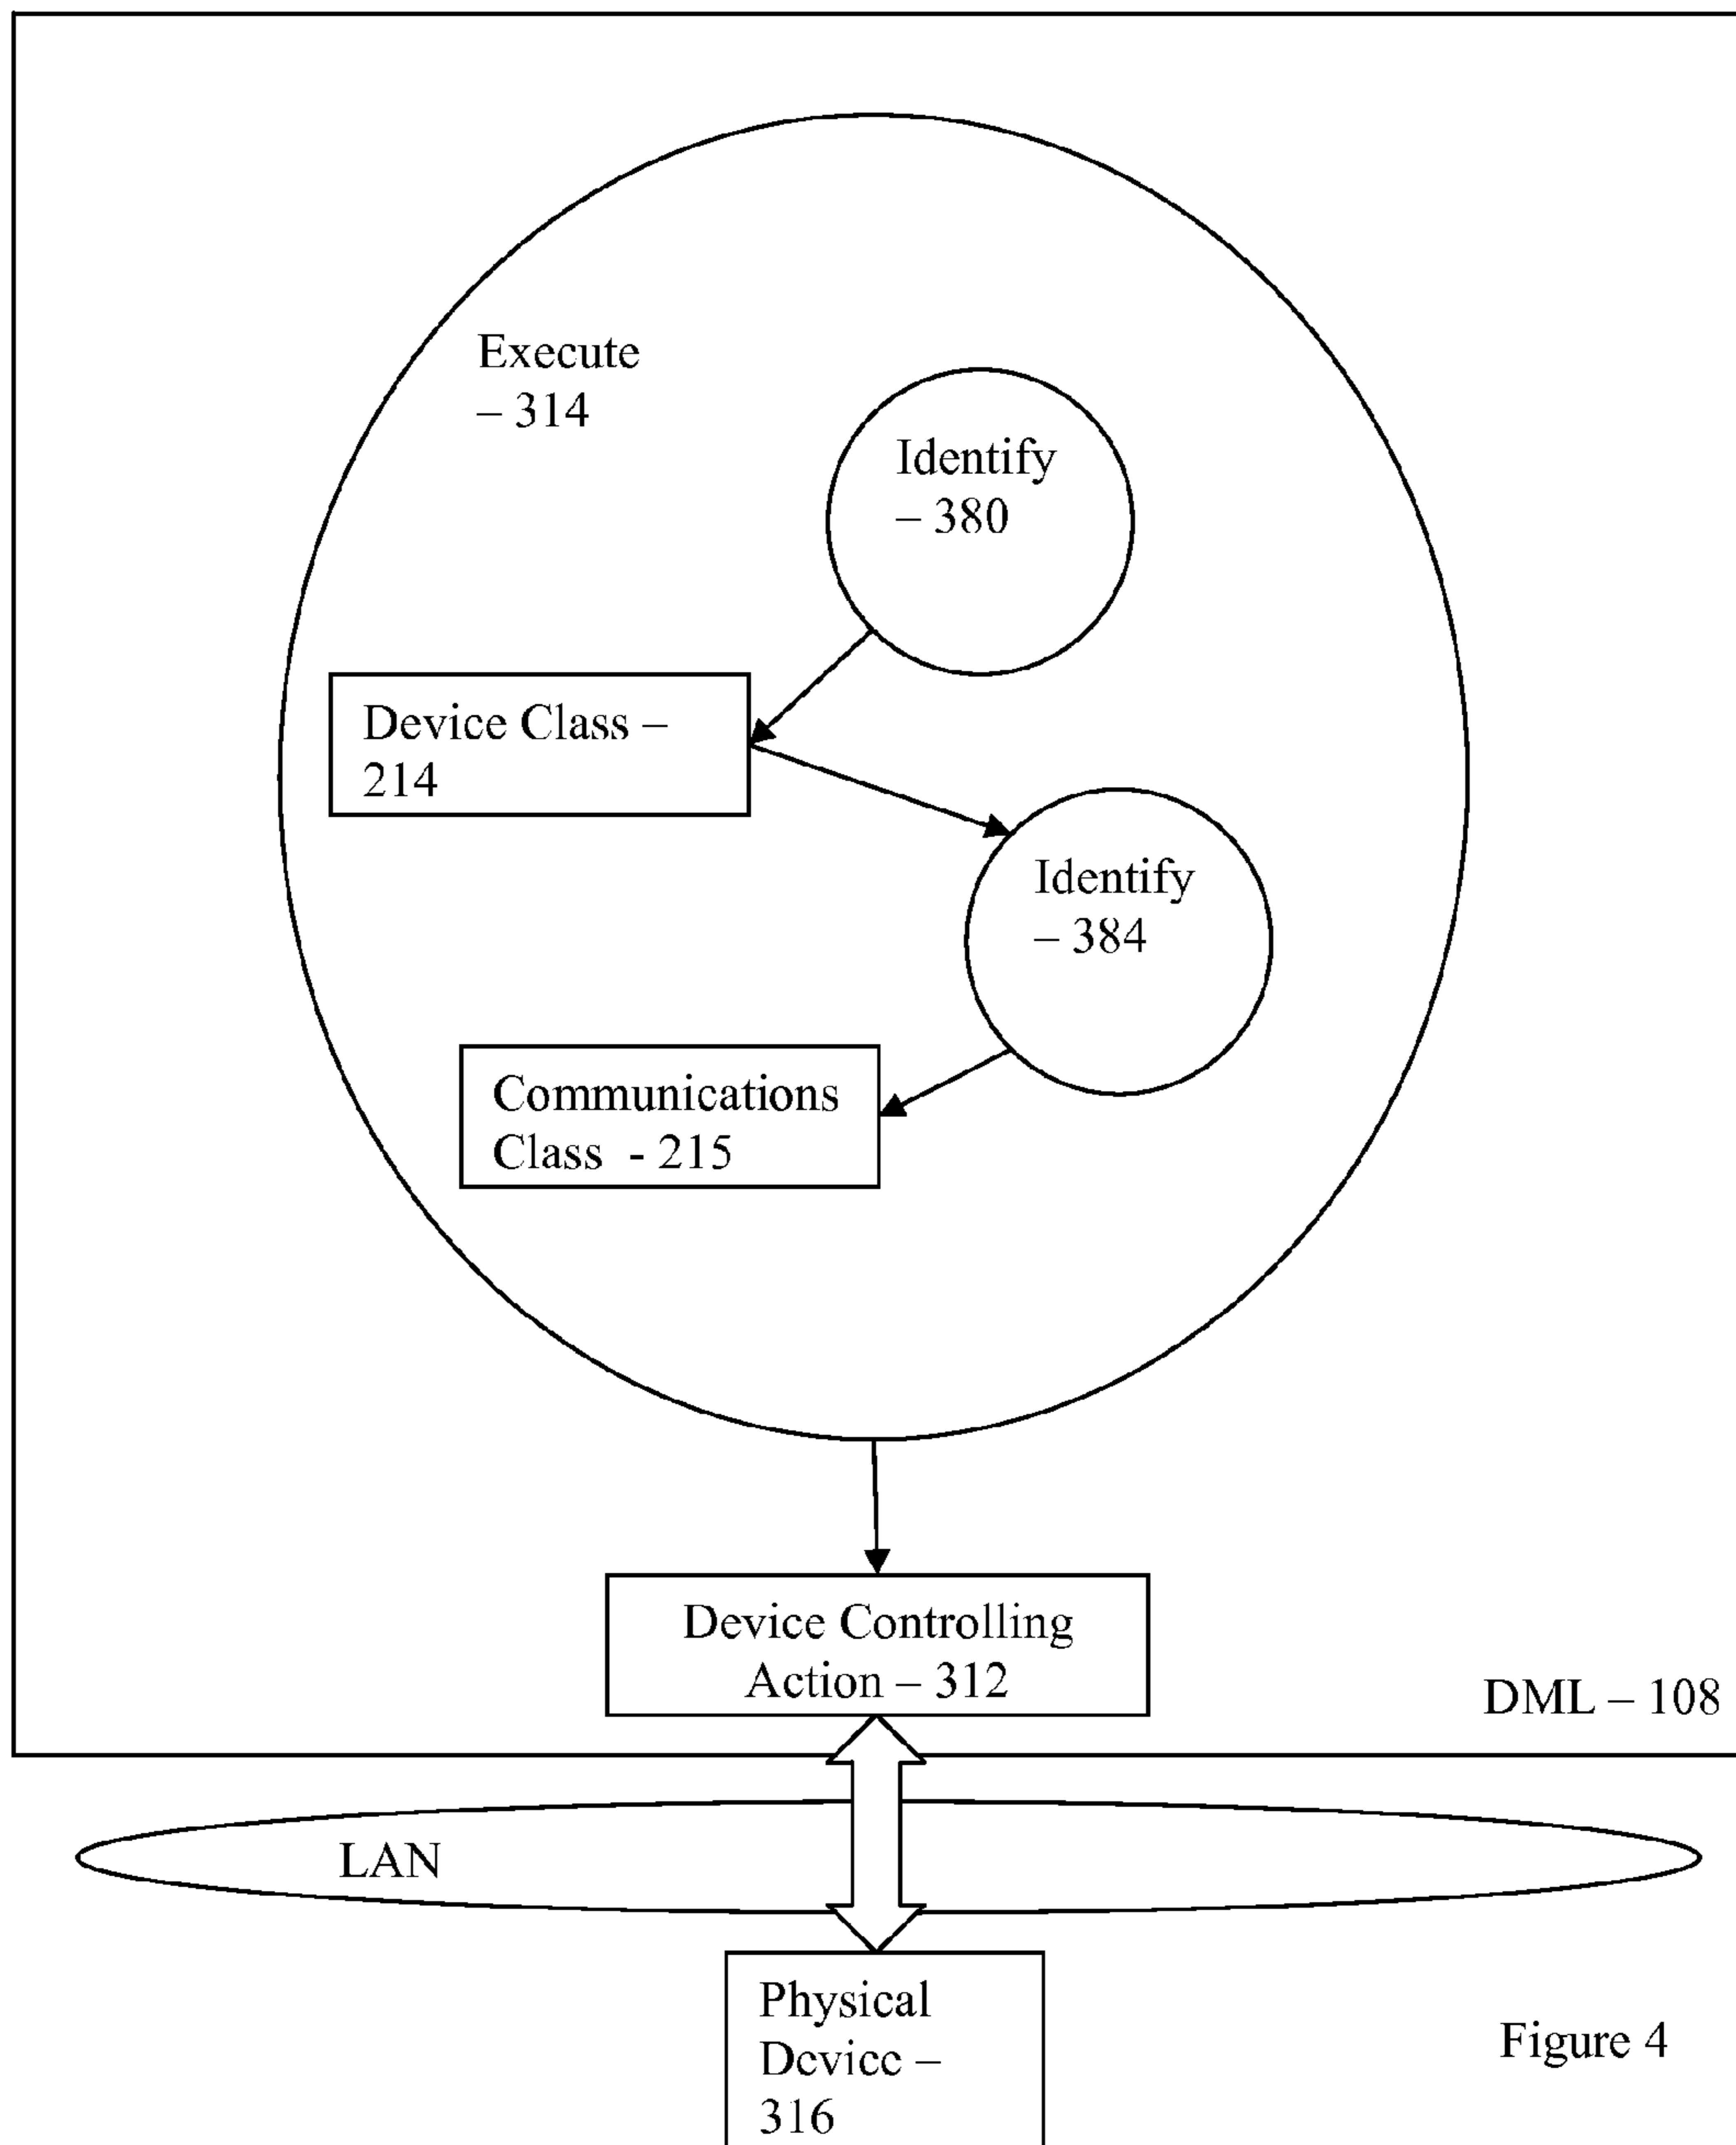 Execute
– 314
Identify
– 380
Device Class –
214
Identify
– 384
Communications
Class - 215
Device Controlling
Action – 312
DML – 108
LAN
Physical
Device –
316
Figure 4